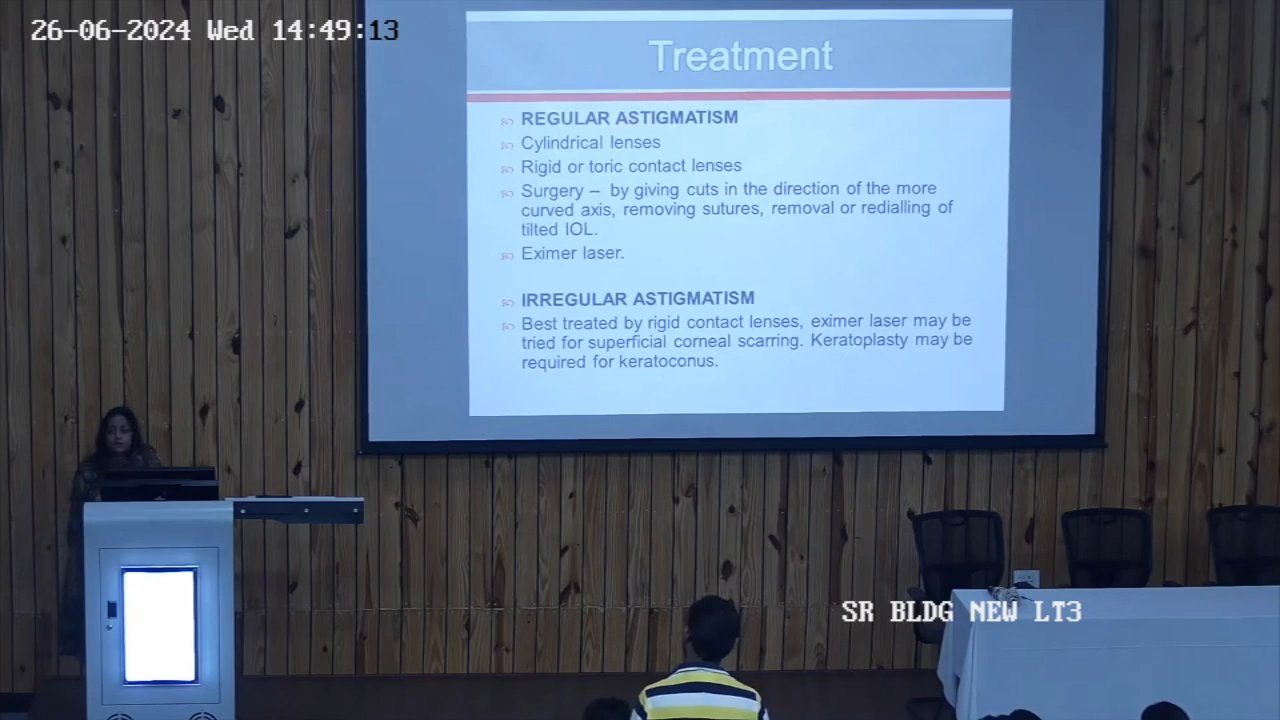 26-06-2024 Wed 14:49:13
Treatment
REGULAR ASTIGMATISM
Cylindrical lenses
Rigid or toric contact lenses
Surgery – by giving cuts in the direction of the more
curved axis, removing sutures, removal or redialling of
tilted IOL.
Eximer laser.
IRREGULAR ASTIGMATISM
Best treated by rigid contact lenses, eximer laser may be
tried for superficial corneal scarring. Keratoplasty may be
required for keratoconus.
SR BLDG NEW LT3